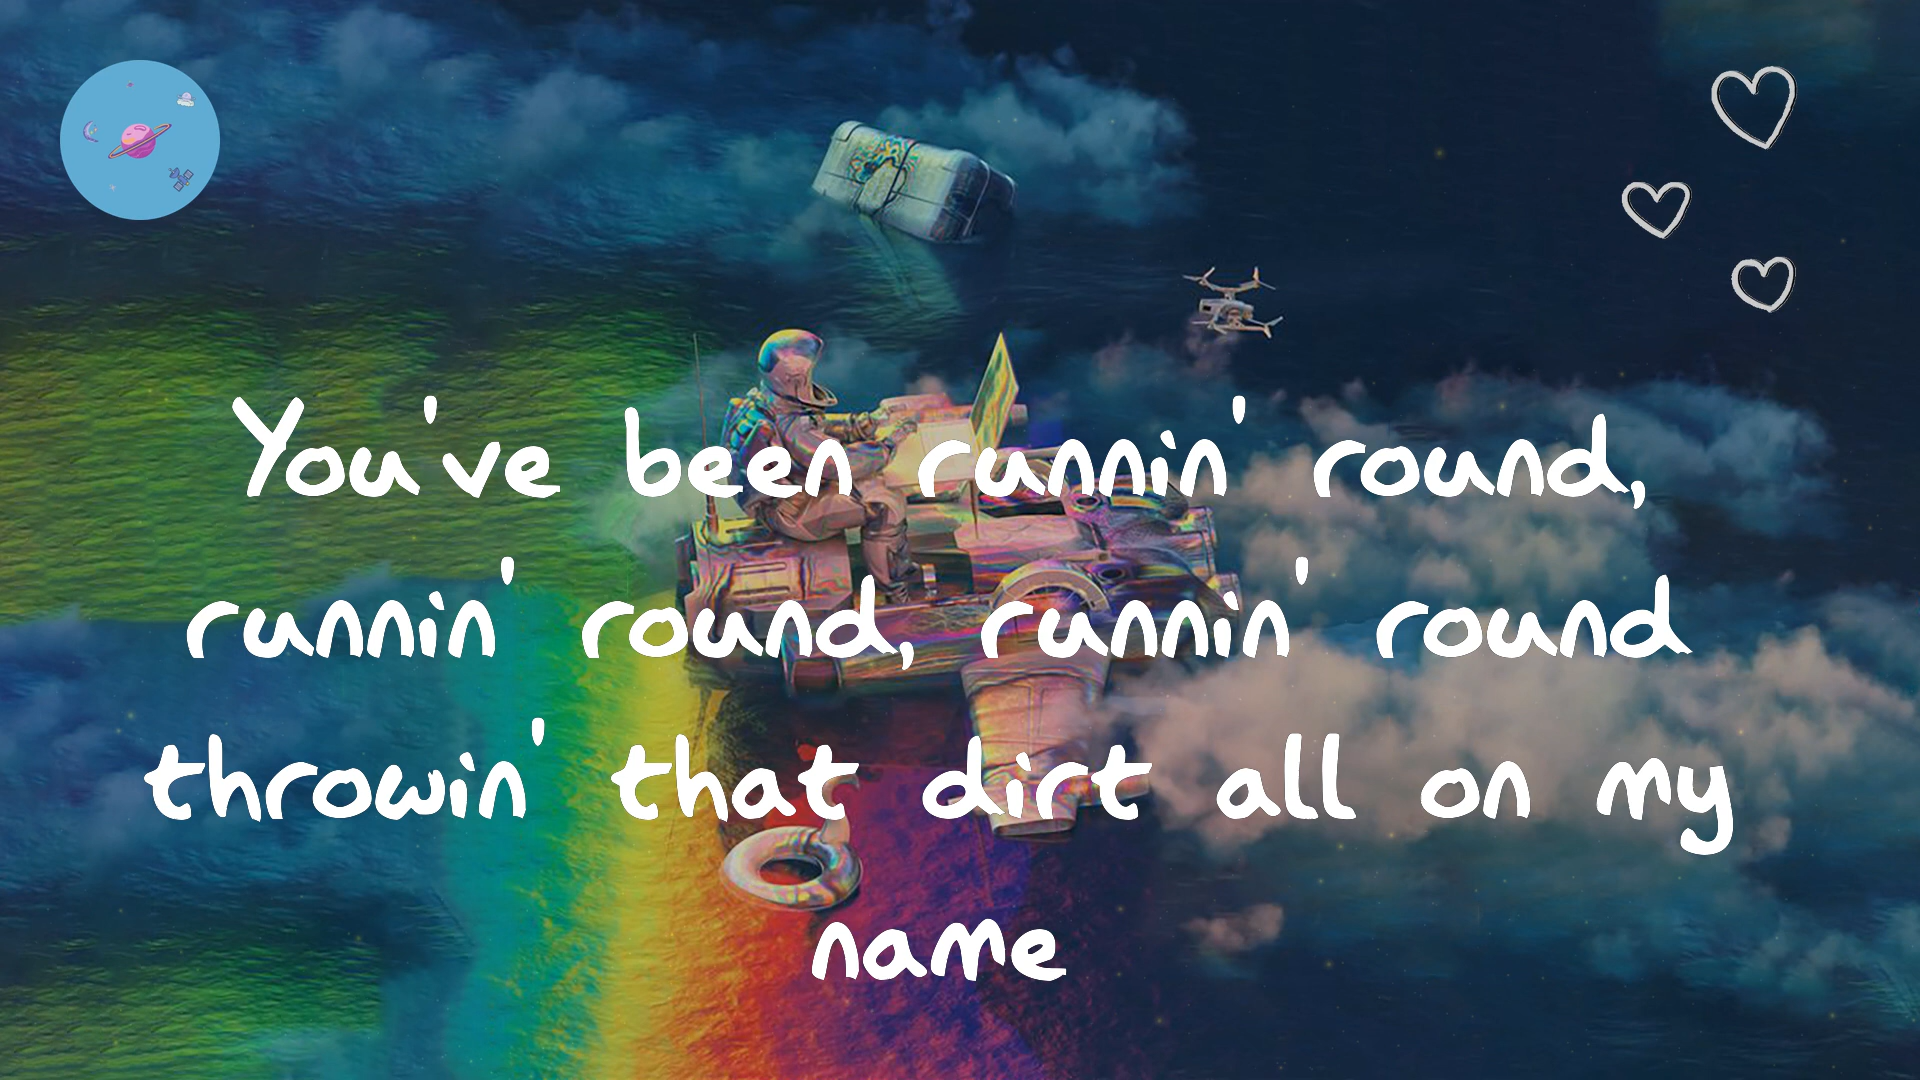 You've been runnin' round,
runnin' round, runnin' round
throwin' that dirt all on my
name